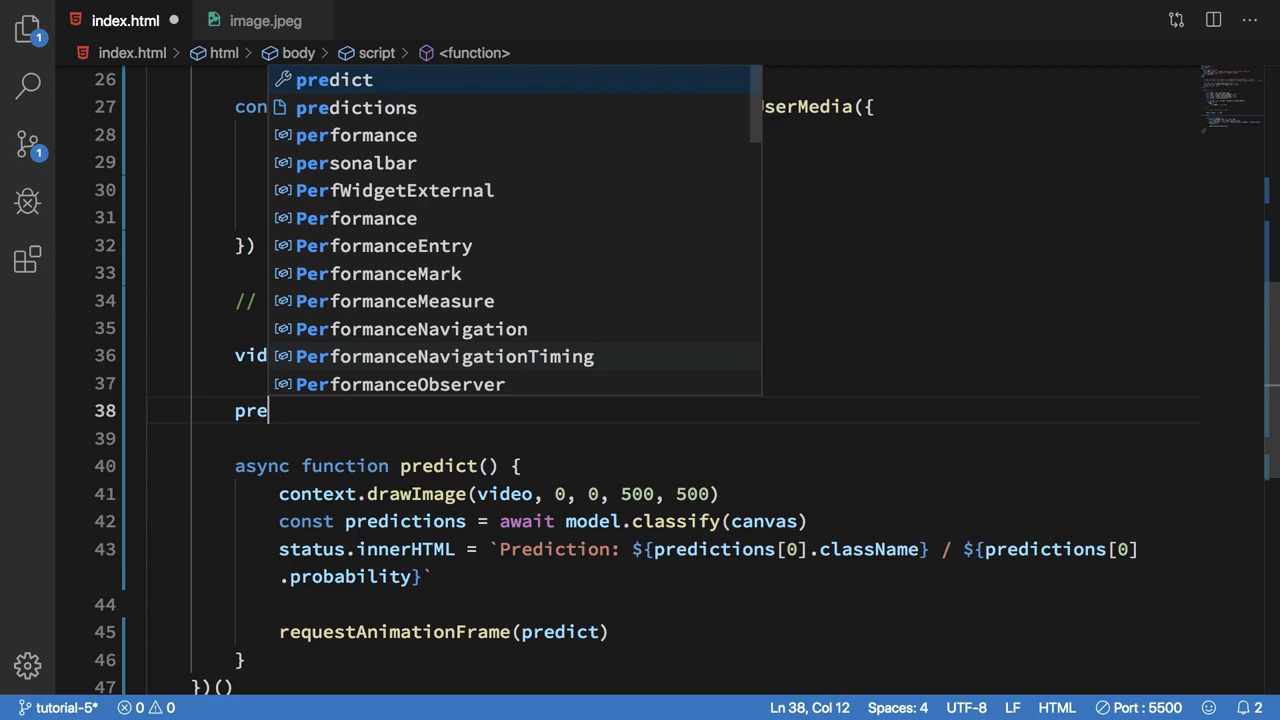 index.html
image.jpeg
index.html > html > body > script > <function>
1
1
26
predict
27 con serMedia({
predictions
28
performance
29
personalbar
30
PerfWidgetExternal
31
Performance
32 })
PerformanceEntry
33
PerformanceMark
34 //
PerformanceMeasure
35
PerformanceNavigation
36 vid
PerformanceNavigationTiming
37
PerformanceObserver
38 pre
39
40 async function predict() {
41 context.drawImage(video, 0, 0, 500, 500)
42 const predictions = await model.classify(canvas)
43 status.innerHTML = `Prediction: ${predictions[0].className} / ${predictions[0]
.probability}`
44
45 requestAnimationFrame(predict)
46 }
47 })()
tutorial-5* 0 0 Ln 38, Col 12 Spaces: 4 UTF-8 LF HTML Port : 5500 2